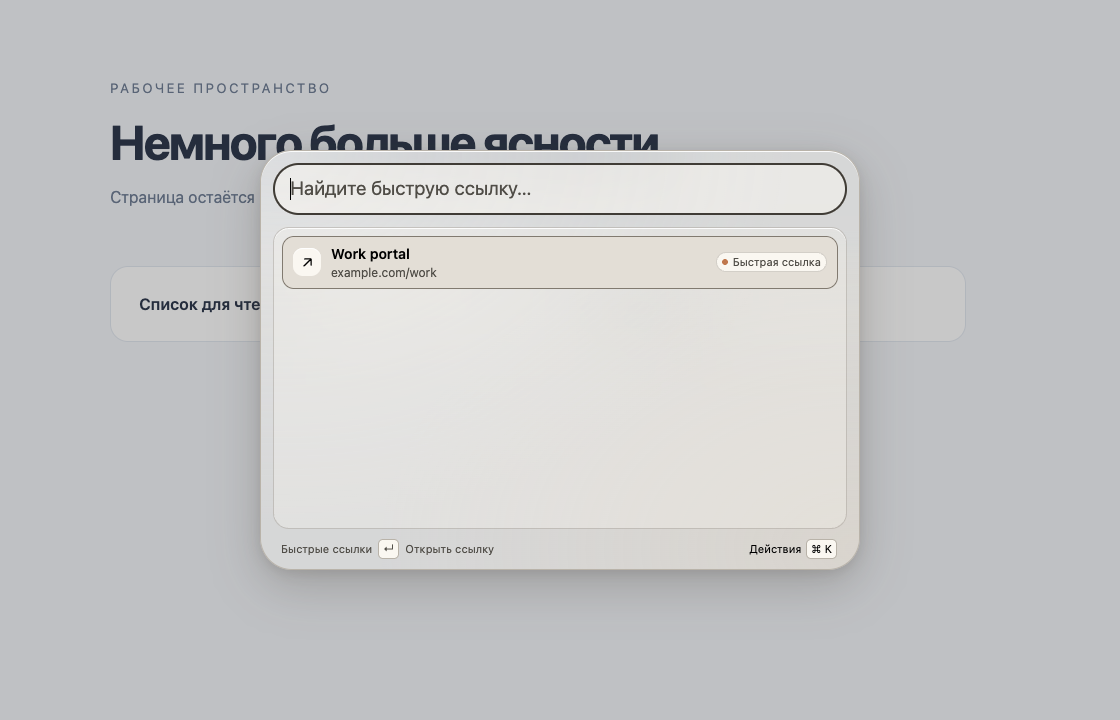 РАБОЧЕЕ ПРОСТРАНСТВО
Немного больше ясности
Страница остаётся
Найдите быструю ссылку...
Work portal
example.com/work
Быстрая ссылка
Список для чте
Быстрые ссылки ↵ Открыть ссылку
Действия ⌘ K